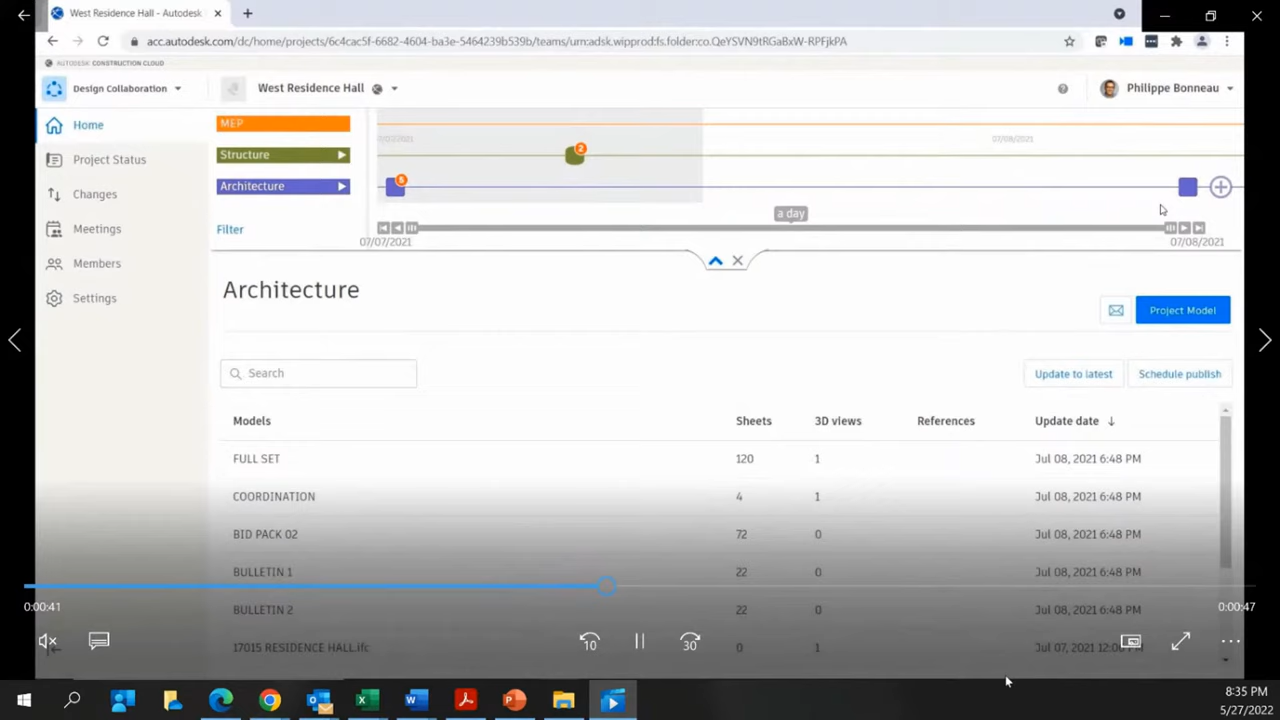 West Residence Hall - Autodesk
acc.autodesk.com/dc/home/projects/6c4cac5f-6682-4604-ba3e-5464239b539b/teams/urn:adsk.wipprod:fs.folder:co.QeYSVN9tRGaBxW-RPFjkPA
AUTODESK CONSTRUCTION CLOUD
Design Collaboration
West Residence Hall
Philippe Bonneau
Home
Project Status
Changes
Meetings
Members
Settings
MEP
07/08/2021
Structure
2
Architecture
Filter
a day
07/07/2021
07/08/2021
Architecture
Project Model
Search
Update to latest
Schedule publish
Models Sheets 3D views References Update date
FULL SET 120 1 Jul 08, 2021 6:48 PM
COORDINATION 4 1 Jul 08, 2021 6:48 PM
BID PACK 02 72 0 Jul 08, 2021 6:48 PM
BULLETIN 1 22 0 Jul 08, 2021 6:48 PM
BULLETIN 2 22 0 Jul 08, 2021 6:48 PM
17015 RESIDENCE HALL.ifc 0 1 Jul 07, 2021
0:00:41
0:00:47
10
30
8:35 PM
5/27/2022